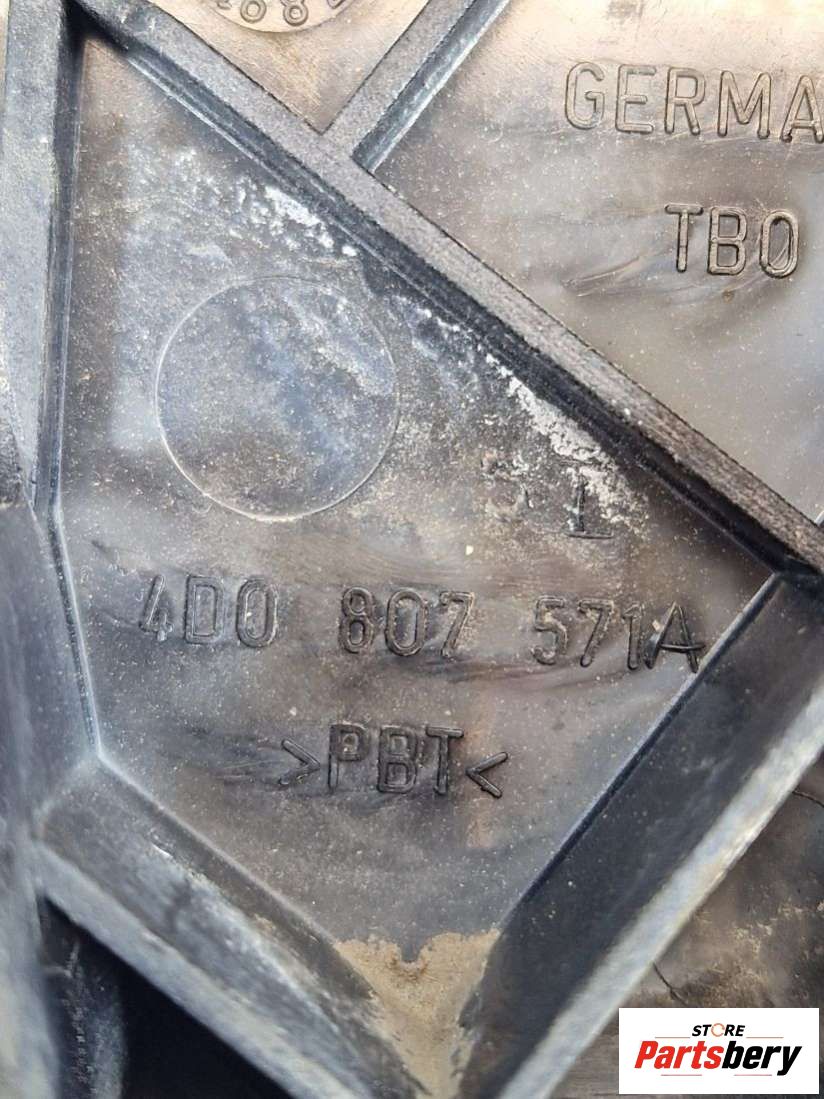 GERMA
TBO
4D0 807 571A
>PBT<
STORE
Partsbery